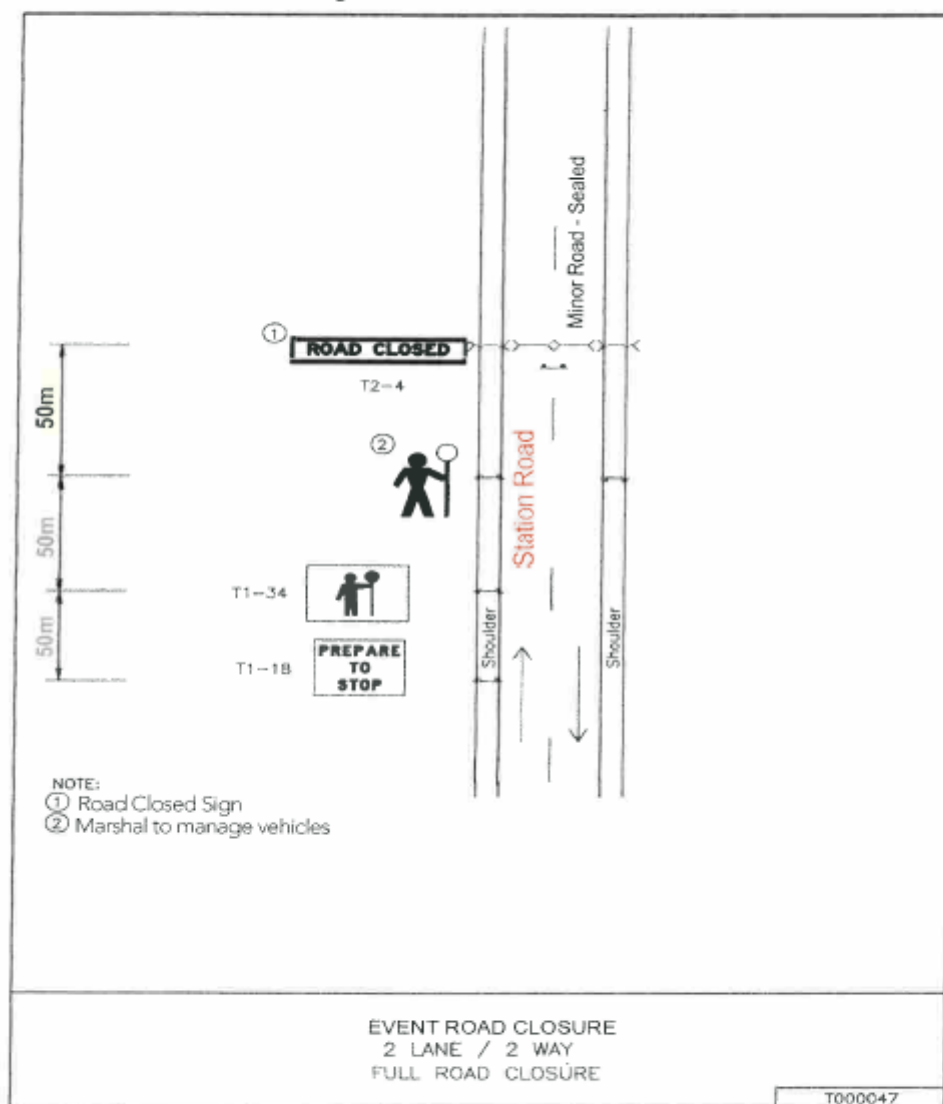 Minor Road - Sealed
① ROAD CLOSED
T2-4
50m
②
Station Road
50m
T1-34
50m
T1-18
PREPARE
TO
STOP
Shoulder
Shoulder
NOTE:
① Road Closed Sign
② Marshal to manage vehicles
EVENT ROAD CLOSURE
2 LANE / 2 WAY
FULL ROAD CLOSURE
T000047